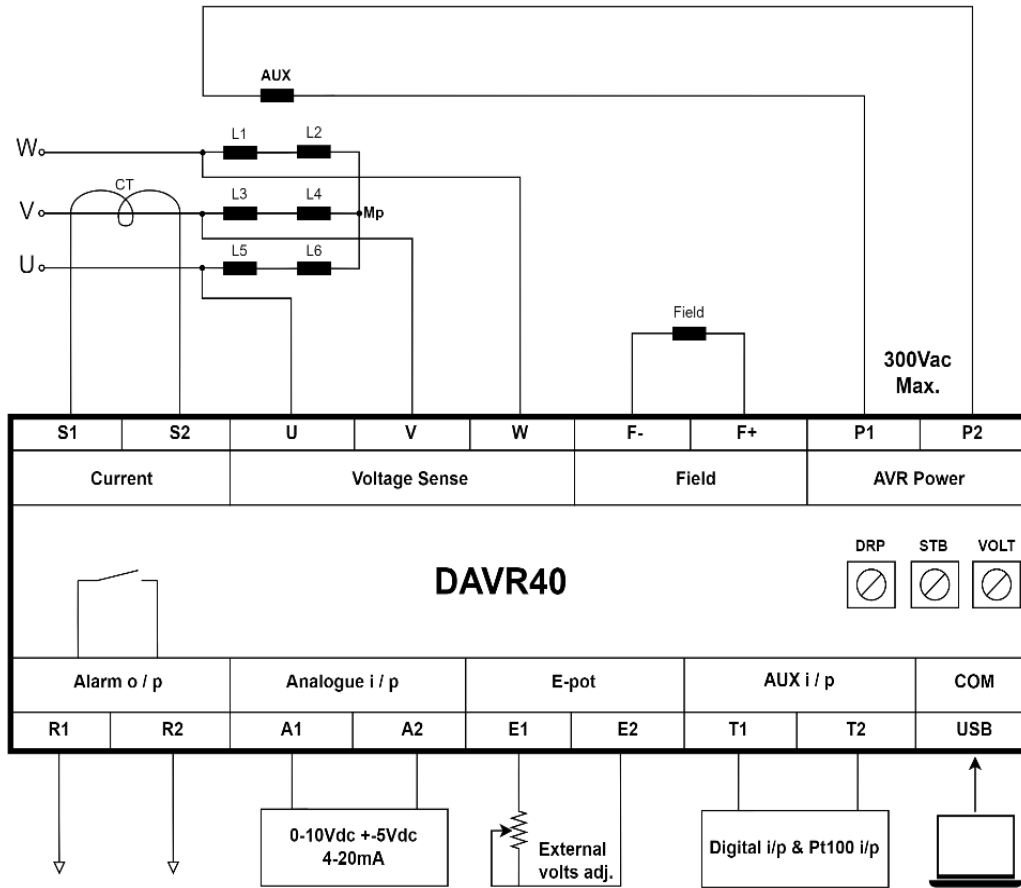 AUX
L1 L2
W
CT
L3 L4
V
Mp
L5 L6
U
Field
300Vac
Max.
S1 S2 U V W F- F+ P1 P2
Current Voltage Sense Field AVR Power
DRP STB VOLT
DAVR40
Alarm o / p Analogue i / p E-pot AUX i / p COM
R1 R2 A1 A2 E1 E2 T1 T2 USB
0-10Vdc +-5Vdc
4-20mA
External
volts adj.
Digital i/p & Pt100 i/p